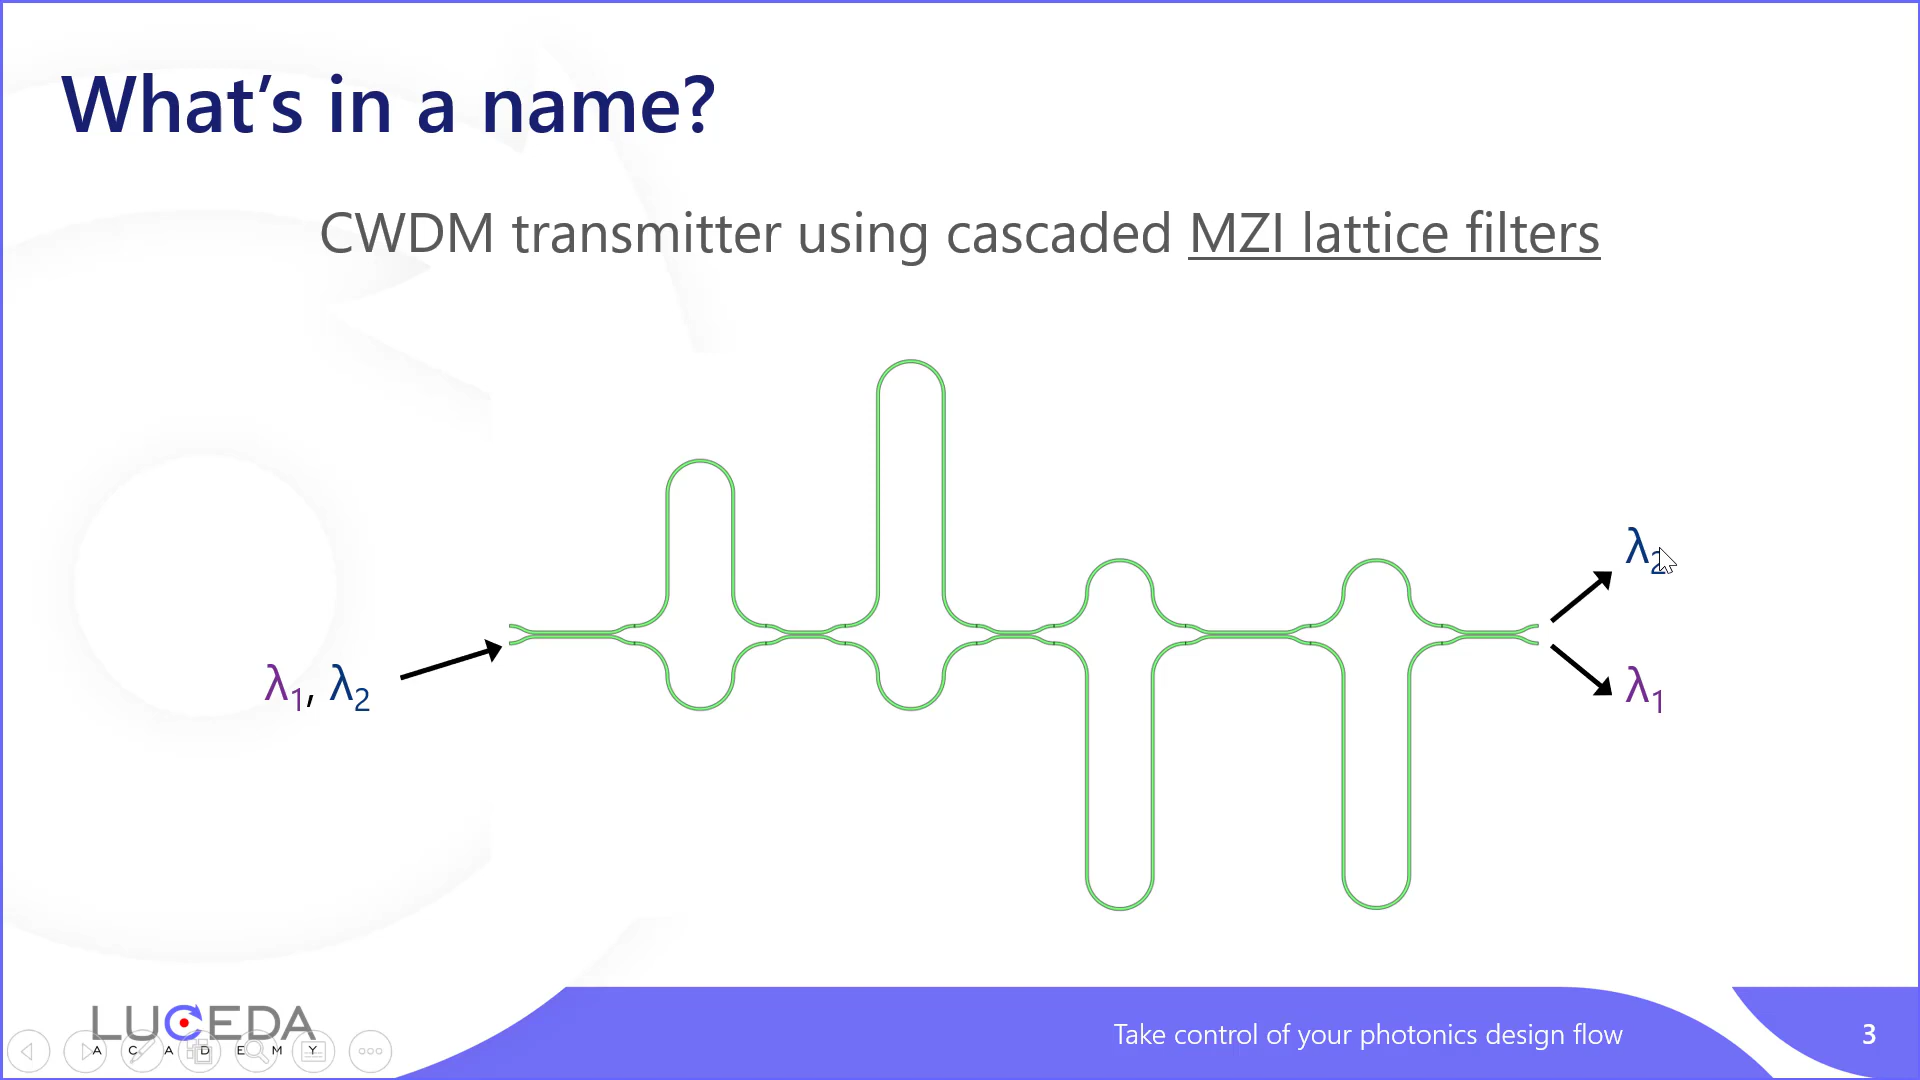 What’s in a name?
CWDM transmitter using cascaded MZI lattice filters
λ2
λ1, λ2
λ1
LUCEDA
ACADEMY
Take control of your photonics design flow
3